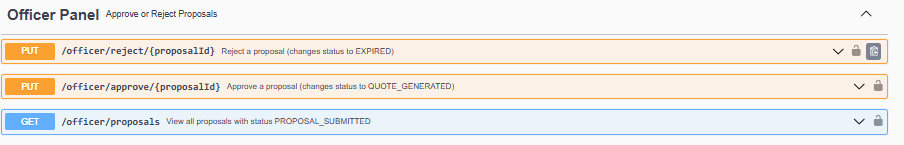 Officer Panel Approve or Reject Proposals
PUT /officer/reject/{proposalId} Reject a proposal (changes status to EXPIRED)
PUT /officer/approve/{proposalId} Approve a proposal (changes status to QUOTE_GENERATED)
GET /officer/proposals View all proposals with status PROPOSAL_SUBMITTED